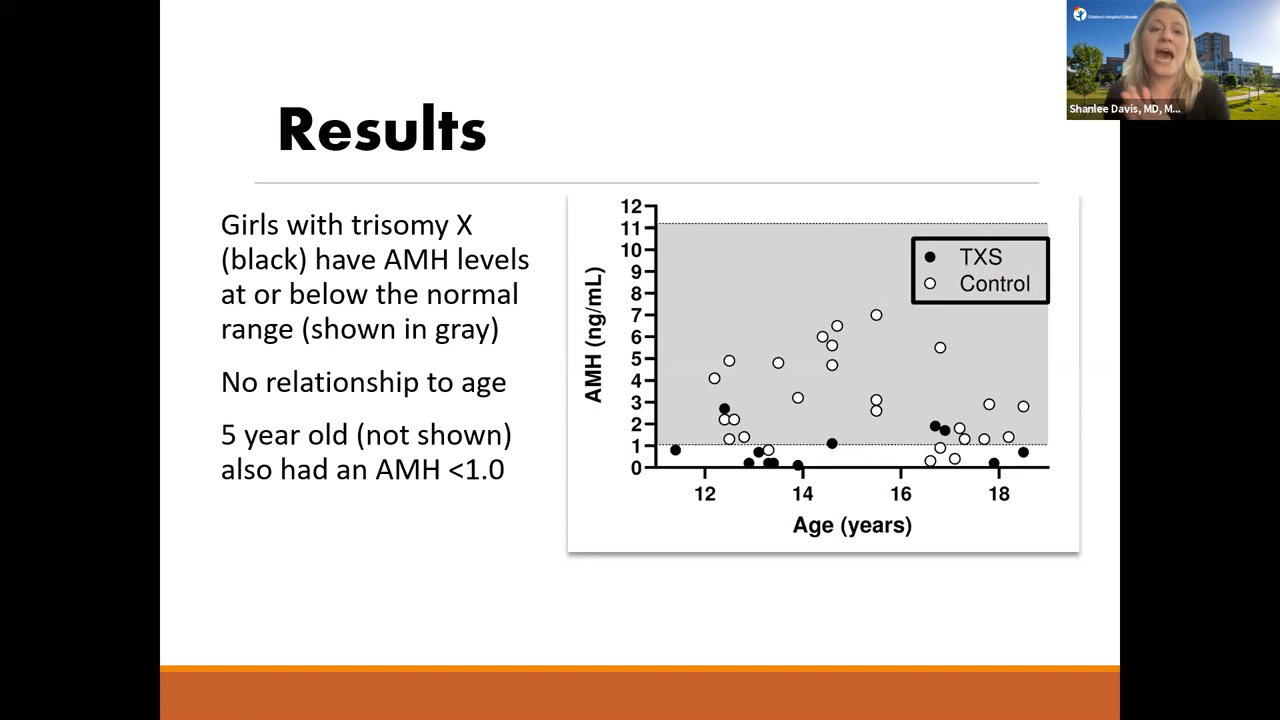 Children's Hospital Colorado
Shanlee Davis, MD, M...
Results
Girls with trisomy X
(black) have AMH levels
at or below the normal
range (shown in gray)
No relationship to age
5 year old (not shown)
also had an AMH <1.0
AMH (ng/mL)
12
11
10
9
8
7
6
5
4
3
2
1
0
TXS
Control
12 14 16 18
Age (years)